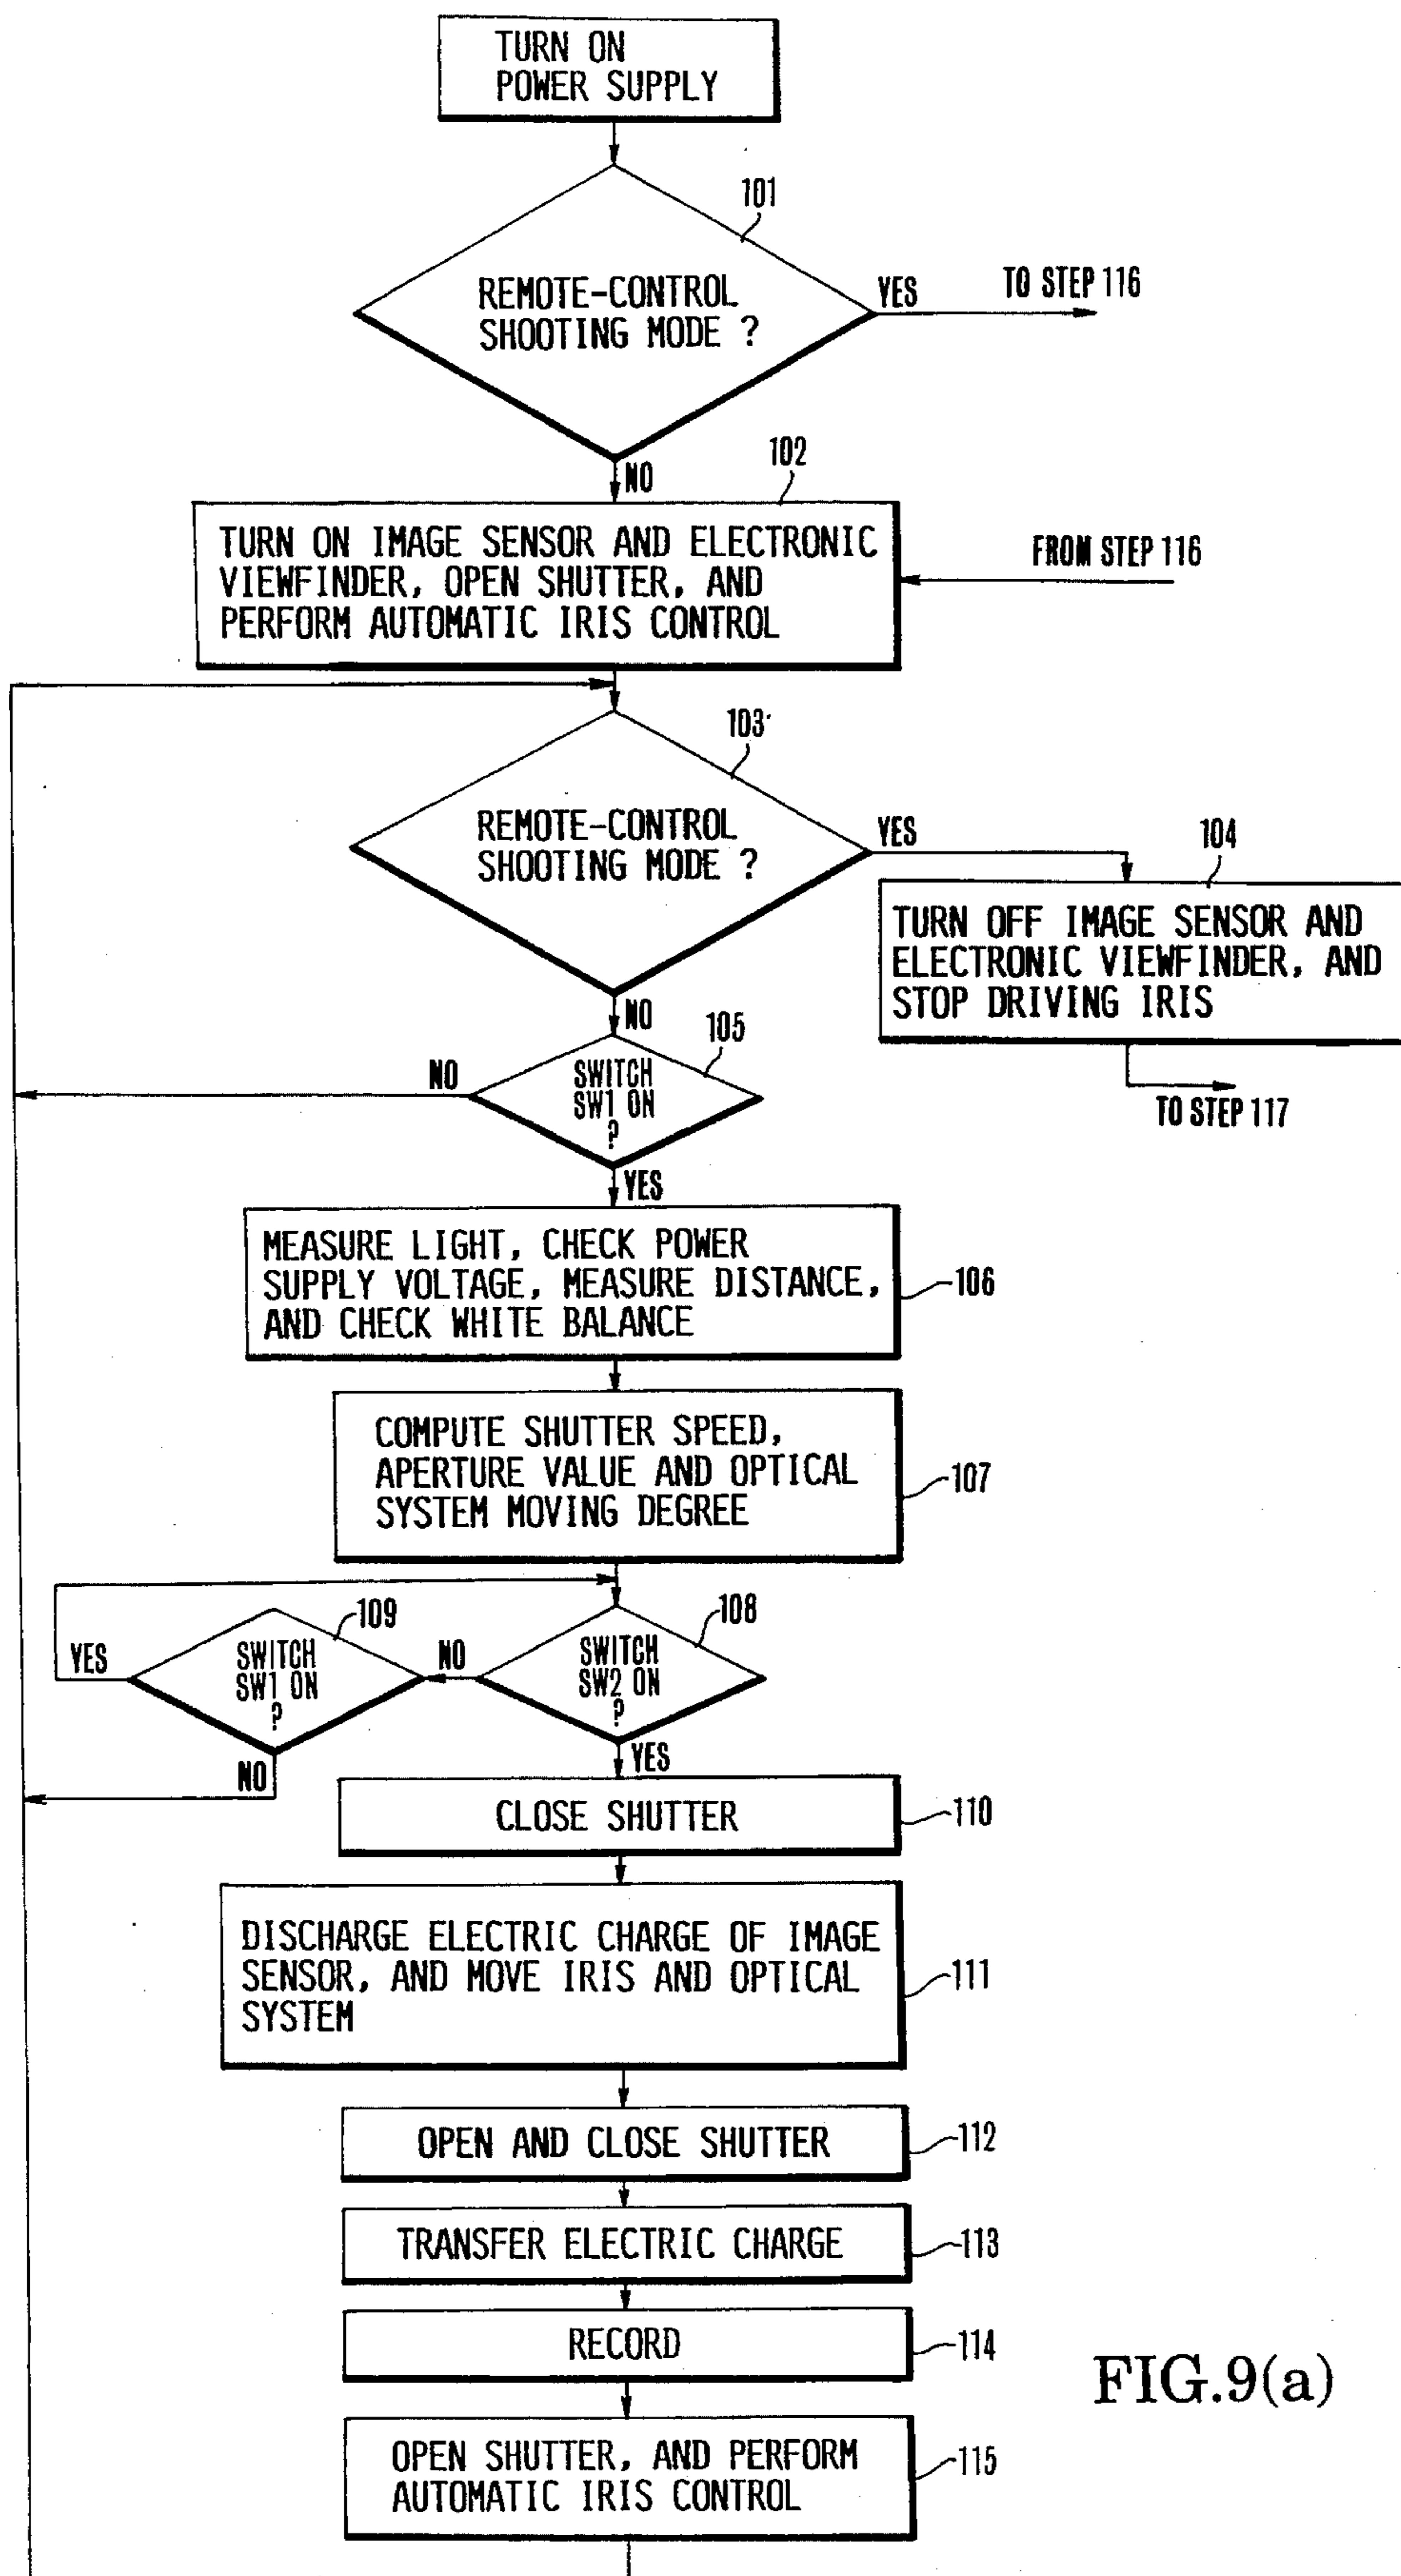 TURN ON
POWER SUPPLY
101
REMOTE-CONTROL
SHOOTING MODE ?
YES
TO STEP 116
NO
102
TURN ON IMAGE SENSOR AND ELECTRONIC
VIEWFINDER, OPEN SHUTTER, AND
PERFORM AUTOMATIC IRIS CONTROL
FROM STEP 116
103
REMOTE-CONTROL
SHOOTING MODE ?
YES
104
TURN OFF IMAGE SENSOR AND
ELECTRONIC VIEWFINDER, AND
STOP DRIVING IRIS
TO STEP 117
NO
105
SWITCH
SW1 ON
?
NO
YES
MEASURE LIGHT, CHECK POWER
SUPPLY VOLTAGE, MEASURE DISTANCE,
AND CHECK WHITE BALANCE
106
COMPUTE SHUTTER SPEED,
APERTURE VALUE AND OPTICAL
SYSTEM MOVING DEGREE
107
108
SWITCH
SW2 ON
?
NO
109
SWITCH
SW1 ON
?
YES
NO
YES
CLOSE SHUTTER
110
DISCHARGE ELECTRIC CHARGE OF IMAGE
SENSOR, AND MOVE IRIS AND OPTICAL
SYSTEM
111
OPEN AND CLOSE SHUTTER
112
TRANSFER ELECTRIC CHARGE
113
RECORD
114
OPEN SHUTTER, AND PERFORM
AUTOMATIC IRIS CONTROL
115
FIG.9(a)